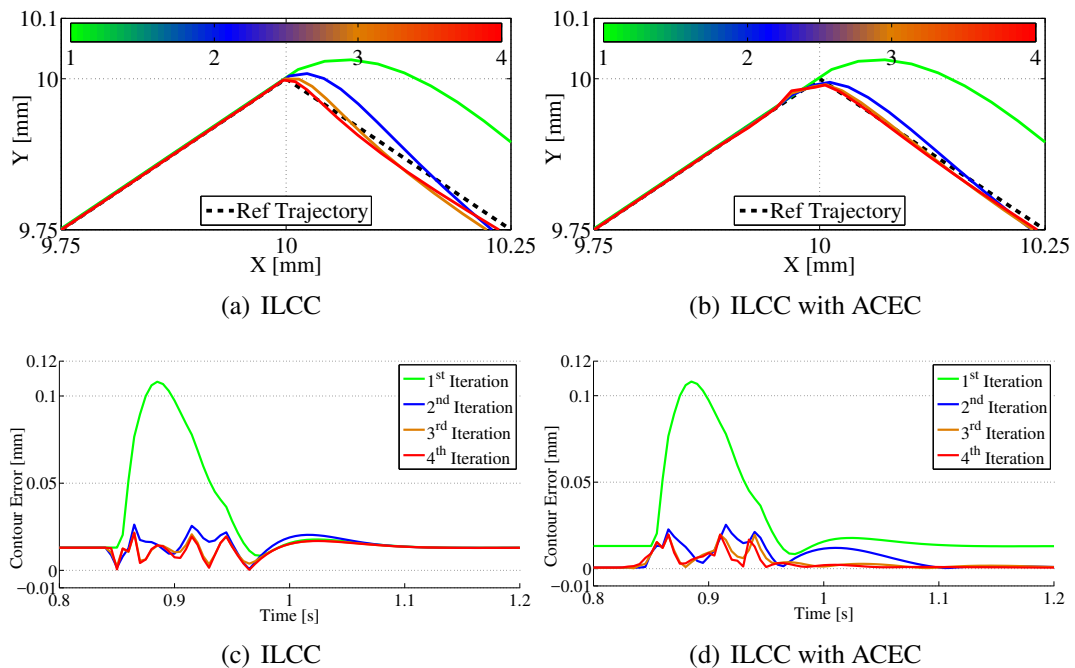 10.1
1
2
3
4
10
9.75
9.75
10
10.25
Y [mm]
X [mm]
Ref Trajectory
(a) ILCC
10.1
1
2
3
4
10
9.75
9.75
10
10.25
Y [mm]
X [mm]
Ref Trajectory
(b) ILCC with ACEC
0.12
0.1
0.05
0
−0.01
0.8
0.9
1
1.1
1.2
Contour Error [mm]
Time [s]
1st Iteration
2nd Iteration
3rd Iteration
4th Iteration
(c) ILCC
0.12
0.1
0.05
0
−0.01
0.8
0.9
1
1.1
1.2
Contour Error [mm]
Time [s]
1st Iteration
2nd Iteration
3rd Iteration
4th Iteration
(d) ILCC with ACEC